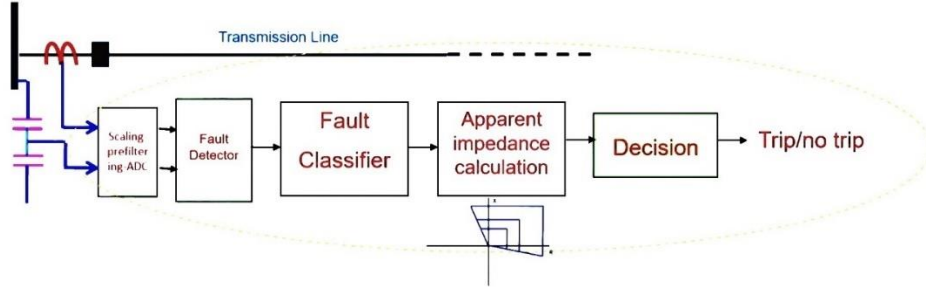 Transmission Line
Scaling
prefilter
ing ADC
Fault
Detector
Fault
Classifier
Apparent
impedance
calculation
Decision
Trip/no trip
x
R